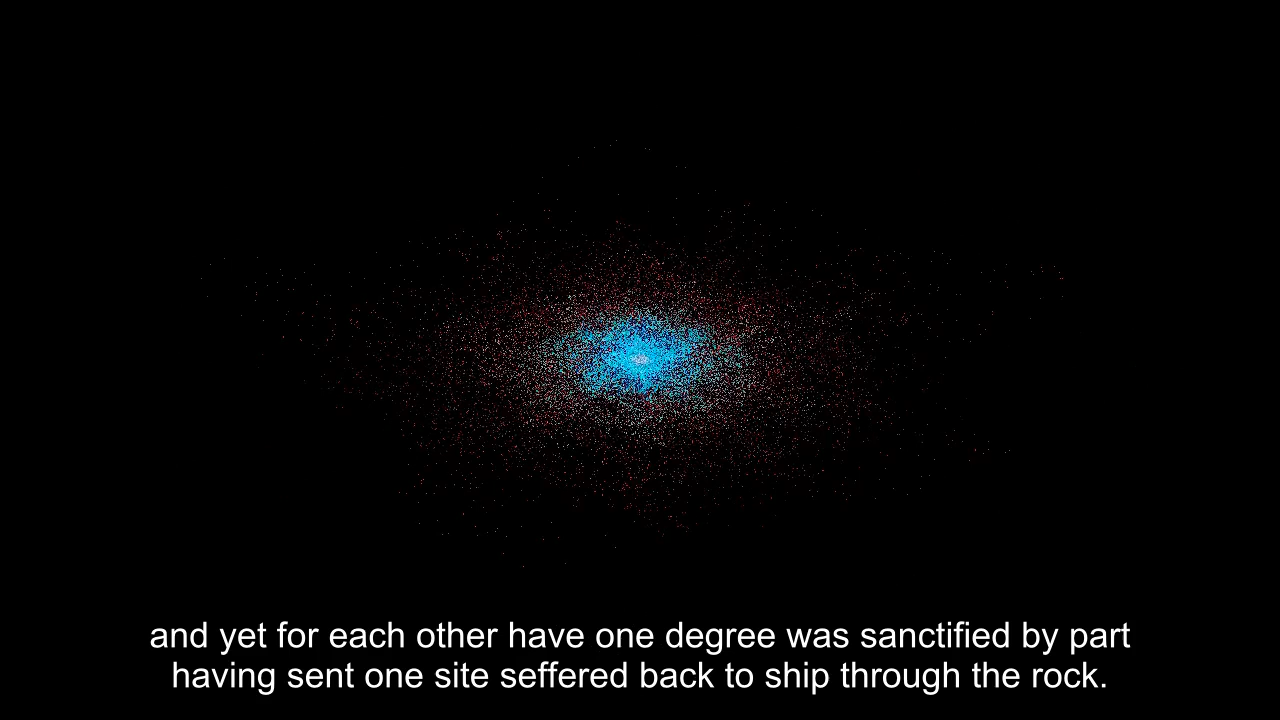 and yet for each other have one degree was sanctified by part
having sent one site seffered back to ship through the rock.